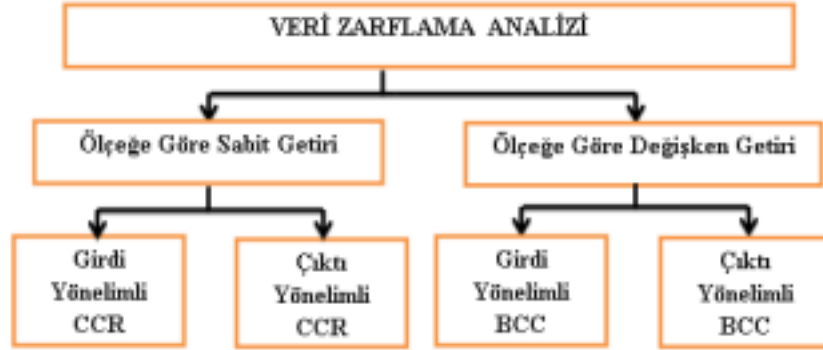 VERİ ZARFLAMA ANALİZİ
Ölçeğe Göre Sabit Getiri
Ölçeğe Göre Değişken Getiri
Girdi
Yönelimli
CCR
Çıktı
Yönelimli
CCR
Girdi
Yönelimli
BCC
Çıktı
Yönelimli
BCC